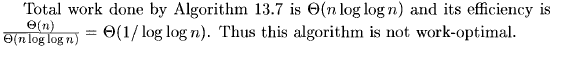 Total work done by Algorithm 13.7 is Θ(n log log n) and its efficiency is
Θ(n)/Θ(n log log n) = Θ(1/ log log n). Thus this algorithm is not work-optimal.